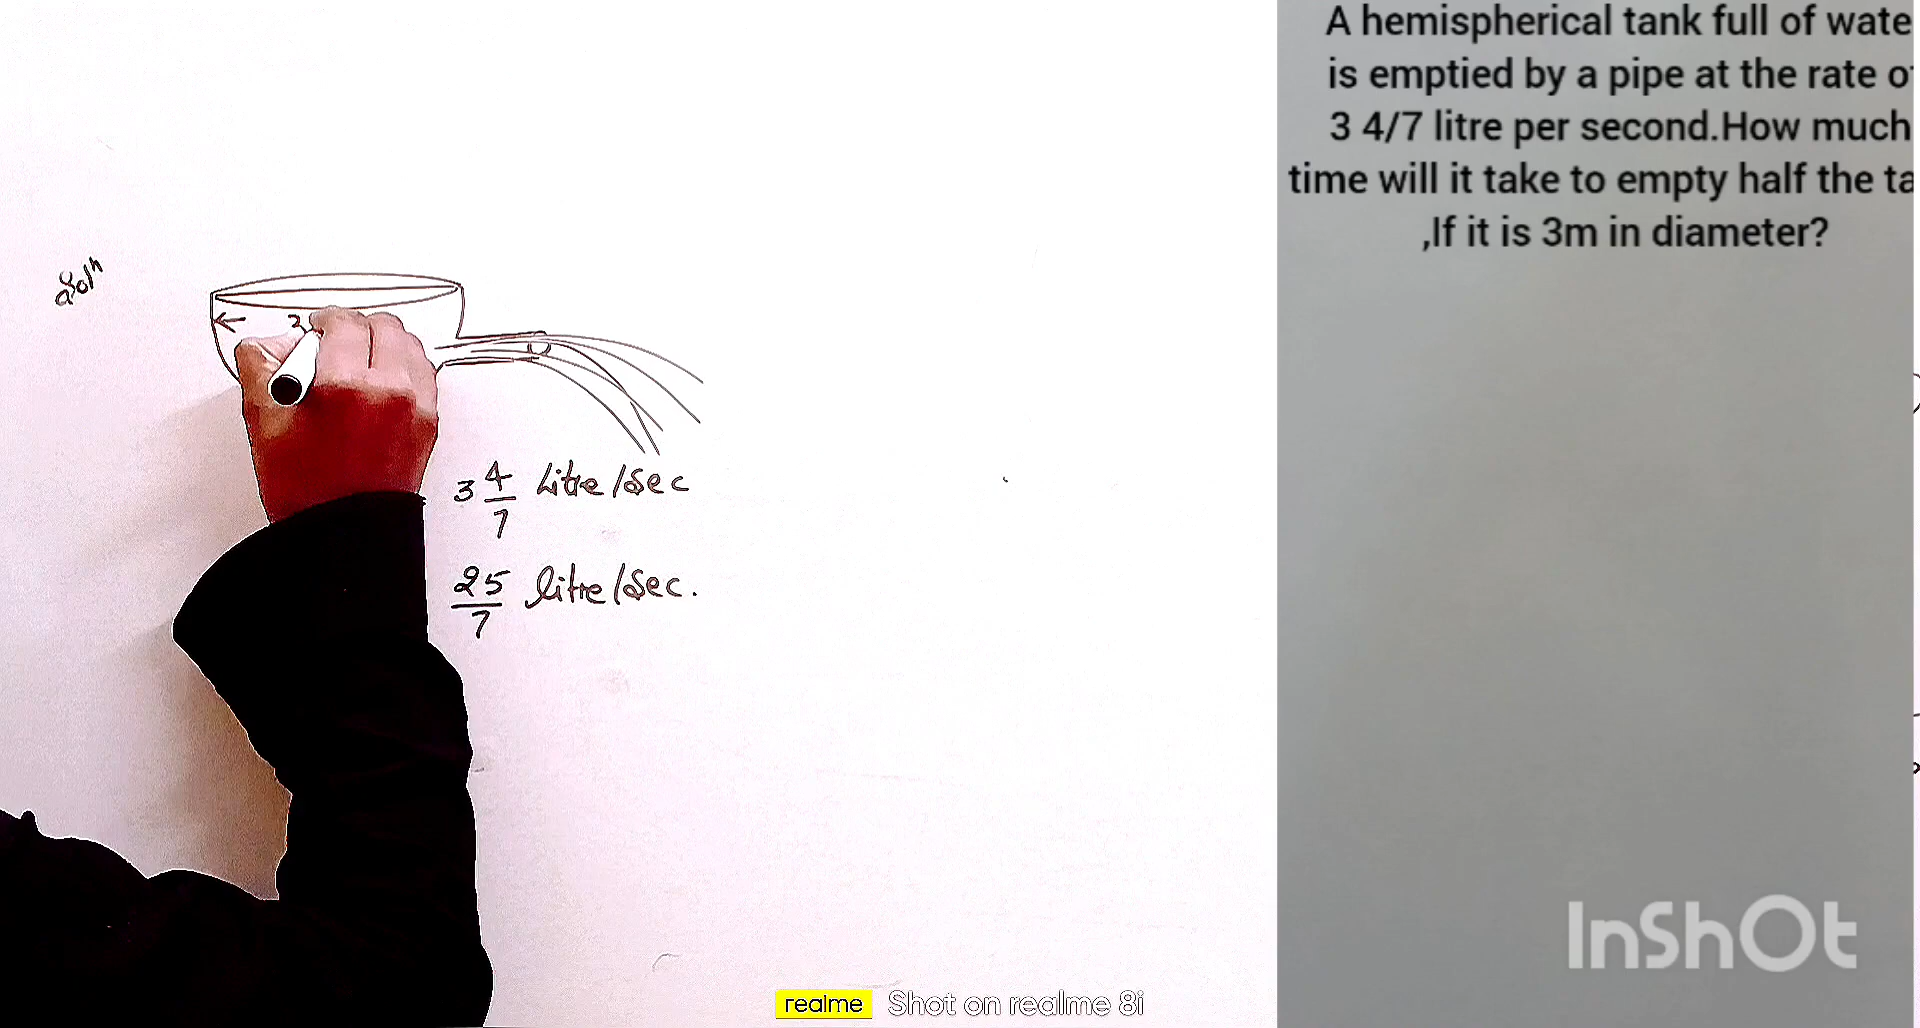 A hemispherical tank full of wate
is emptied by a pipe at the rate o
3 4/7 litre per second.How much
time will it take to empty half the ta
,If it is 3m in diameter?
Soln
3
3 4/7 Litre/Sec
25/7 litre/Sec.
InShOt
realme Shot on realme 8i